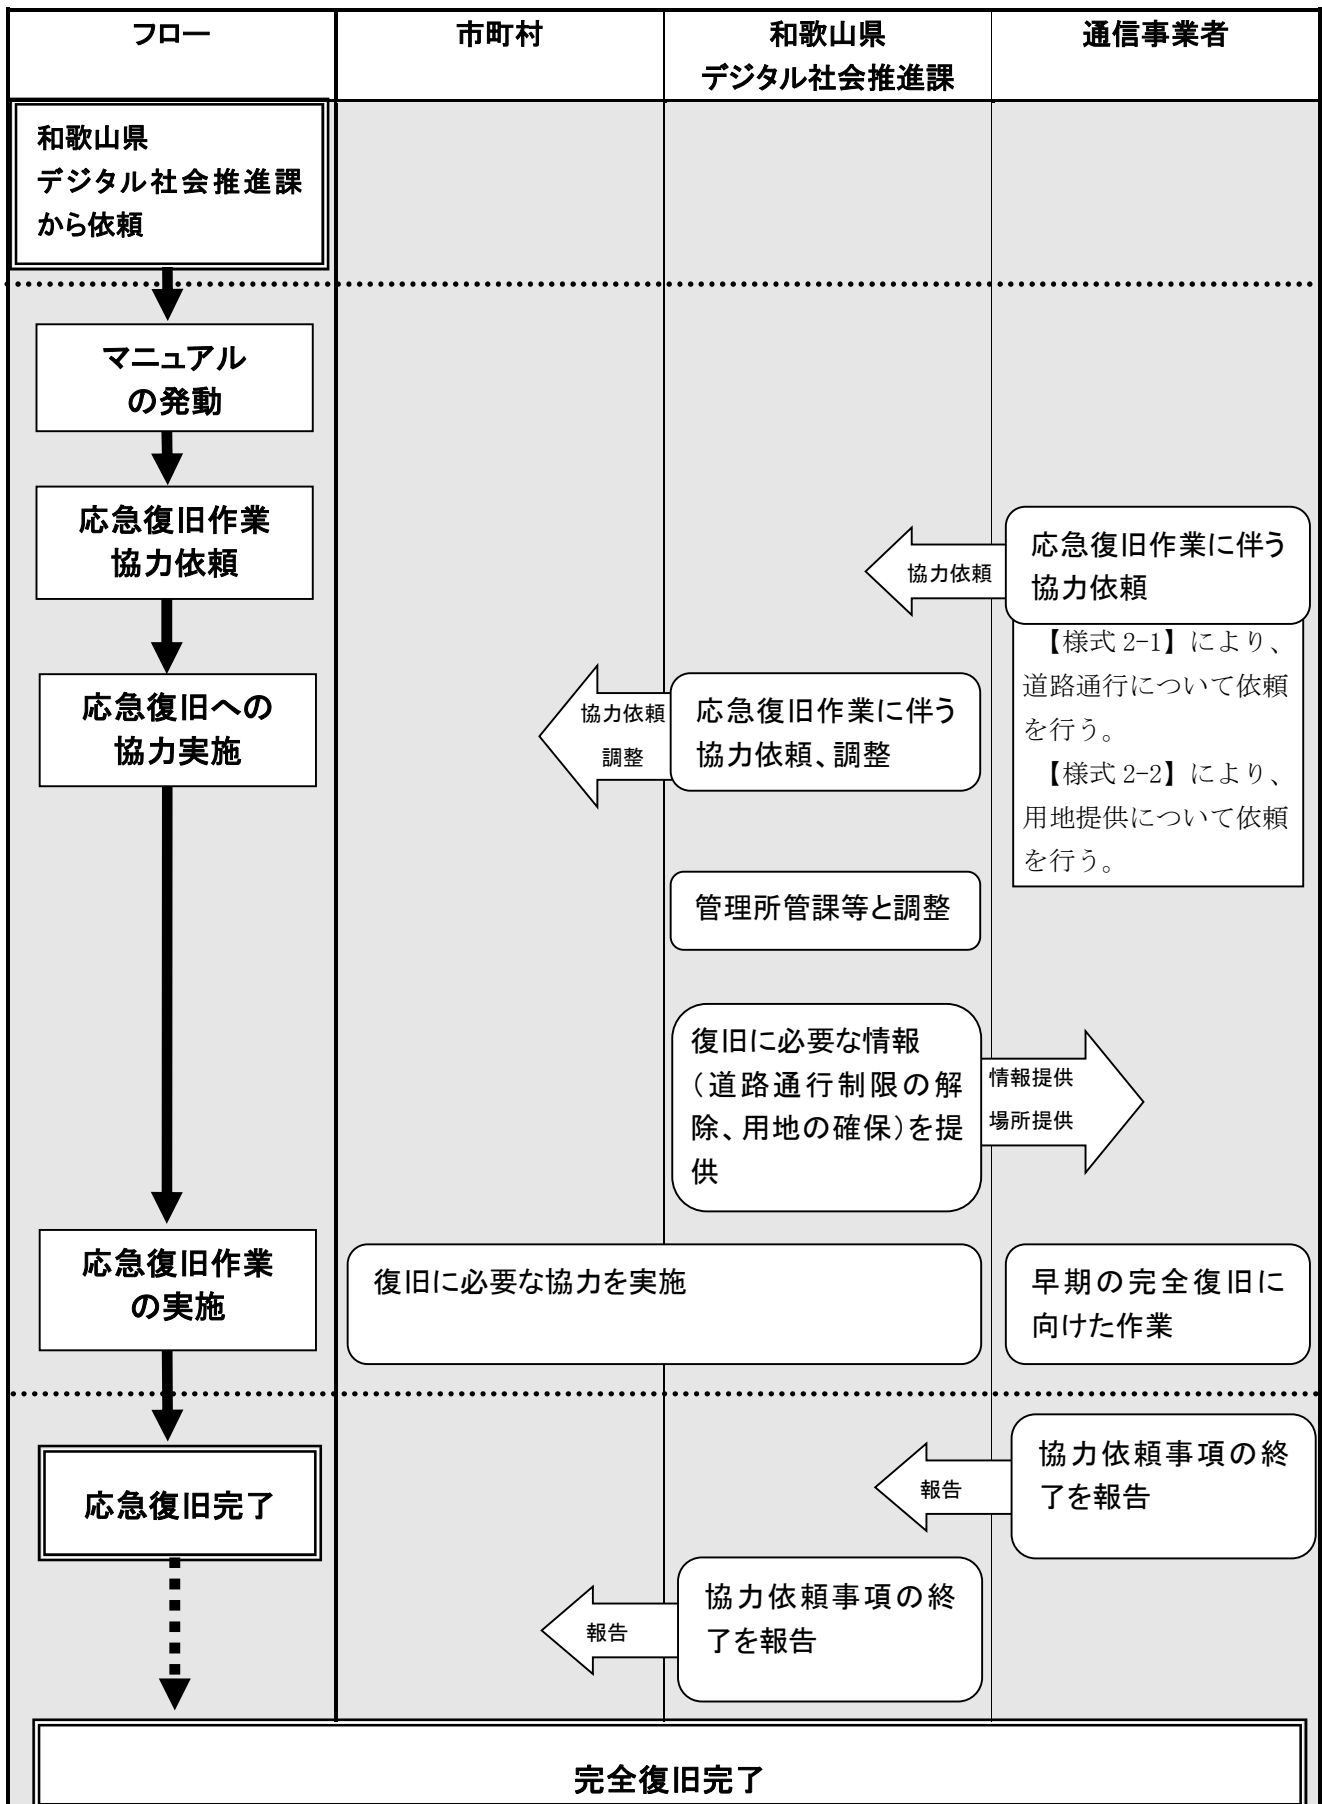 フロー
市町村
和歌山県
デジタル社会推進課
通信事業者
和歌山県
デジタル社会推進課
から依頼
マニュアル
の発動
応急復旧作業
協力依頼
応急復旧作業に伴う
協力依頼
協力依頼
【様式 2-1】により、
道路通行について依頼
を行う。
【様式 2-2】により、
用地提供について依頼
を行う。
応急復旧への
協力実施
応急復旧作業に伴う
協力依頼、調整
協力依頼
調整
管理所管課等と調整
復旧に必要な情報
（道路通行制限の解
除、用地の確保）を提
供
情報提供
場所提供
応急復旧作業
の実施
復旧に必要な協力を実施
早期の完全復旧に
向けた作業
応急復旧完了
協力依頼事項の終
了を報告
報告
協力依頼事項の終
了を報告
報告
完全復旧完了